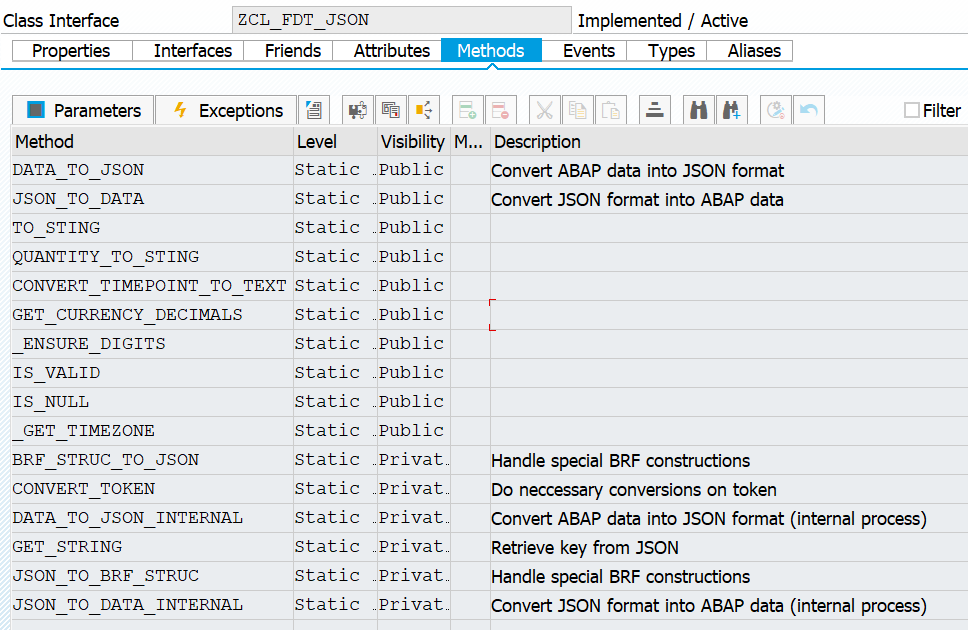 Class Interface ZCL_FDT_JSON Implemented / Active
Properties Interfaces Friends Attributes Methods Events Types Aliases
Parameters Exceptions Filter
Method Level Visibility M... Description
DATA_TO_JSON Static .Public Convert ABAP data into JSON format
JSON_TO_DATA Static .Public Convert JSON format into ABAP data
TO_STING Static .Public
QUANTITY_TO_STING Static .Public
CONVERT_TIMEPOINT_TO_TEXT Static .Public
GET_CURRENCY_DECIMALS Static .Public
_ENSURE_DIGITS Static .Public
IS_VALID Static .Public
IS_NULL Static .Public
_GET_TIMEZONE Static .Public
BRF_STRUC_TO_JSON Static .Privat. Handle special BRF constructions
CONVERT_TOKEN Static .Privat. Do neccessary conversions on token
DATA_TO_JSON_INTERNAL Static .Privat. Convert ABAP data into JSON format (internal process)
GET_STRING Static .Privat. Retrieve key from JSON
JSON_TO_BRF_STRUC Static .Privat. Handle special BRF constructions
JSON_TO_DATA_INTERNAL Static .Privat. Convert JSON format into ABAP data (internal process)